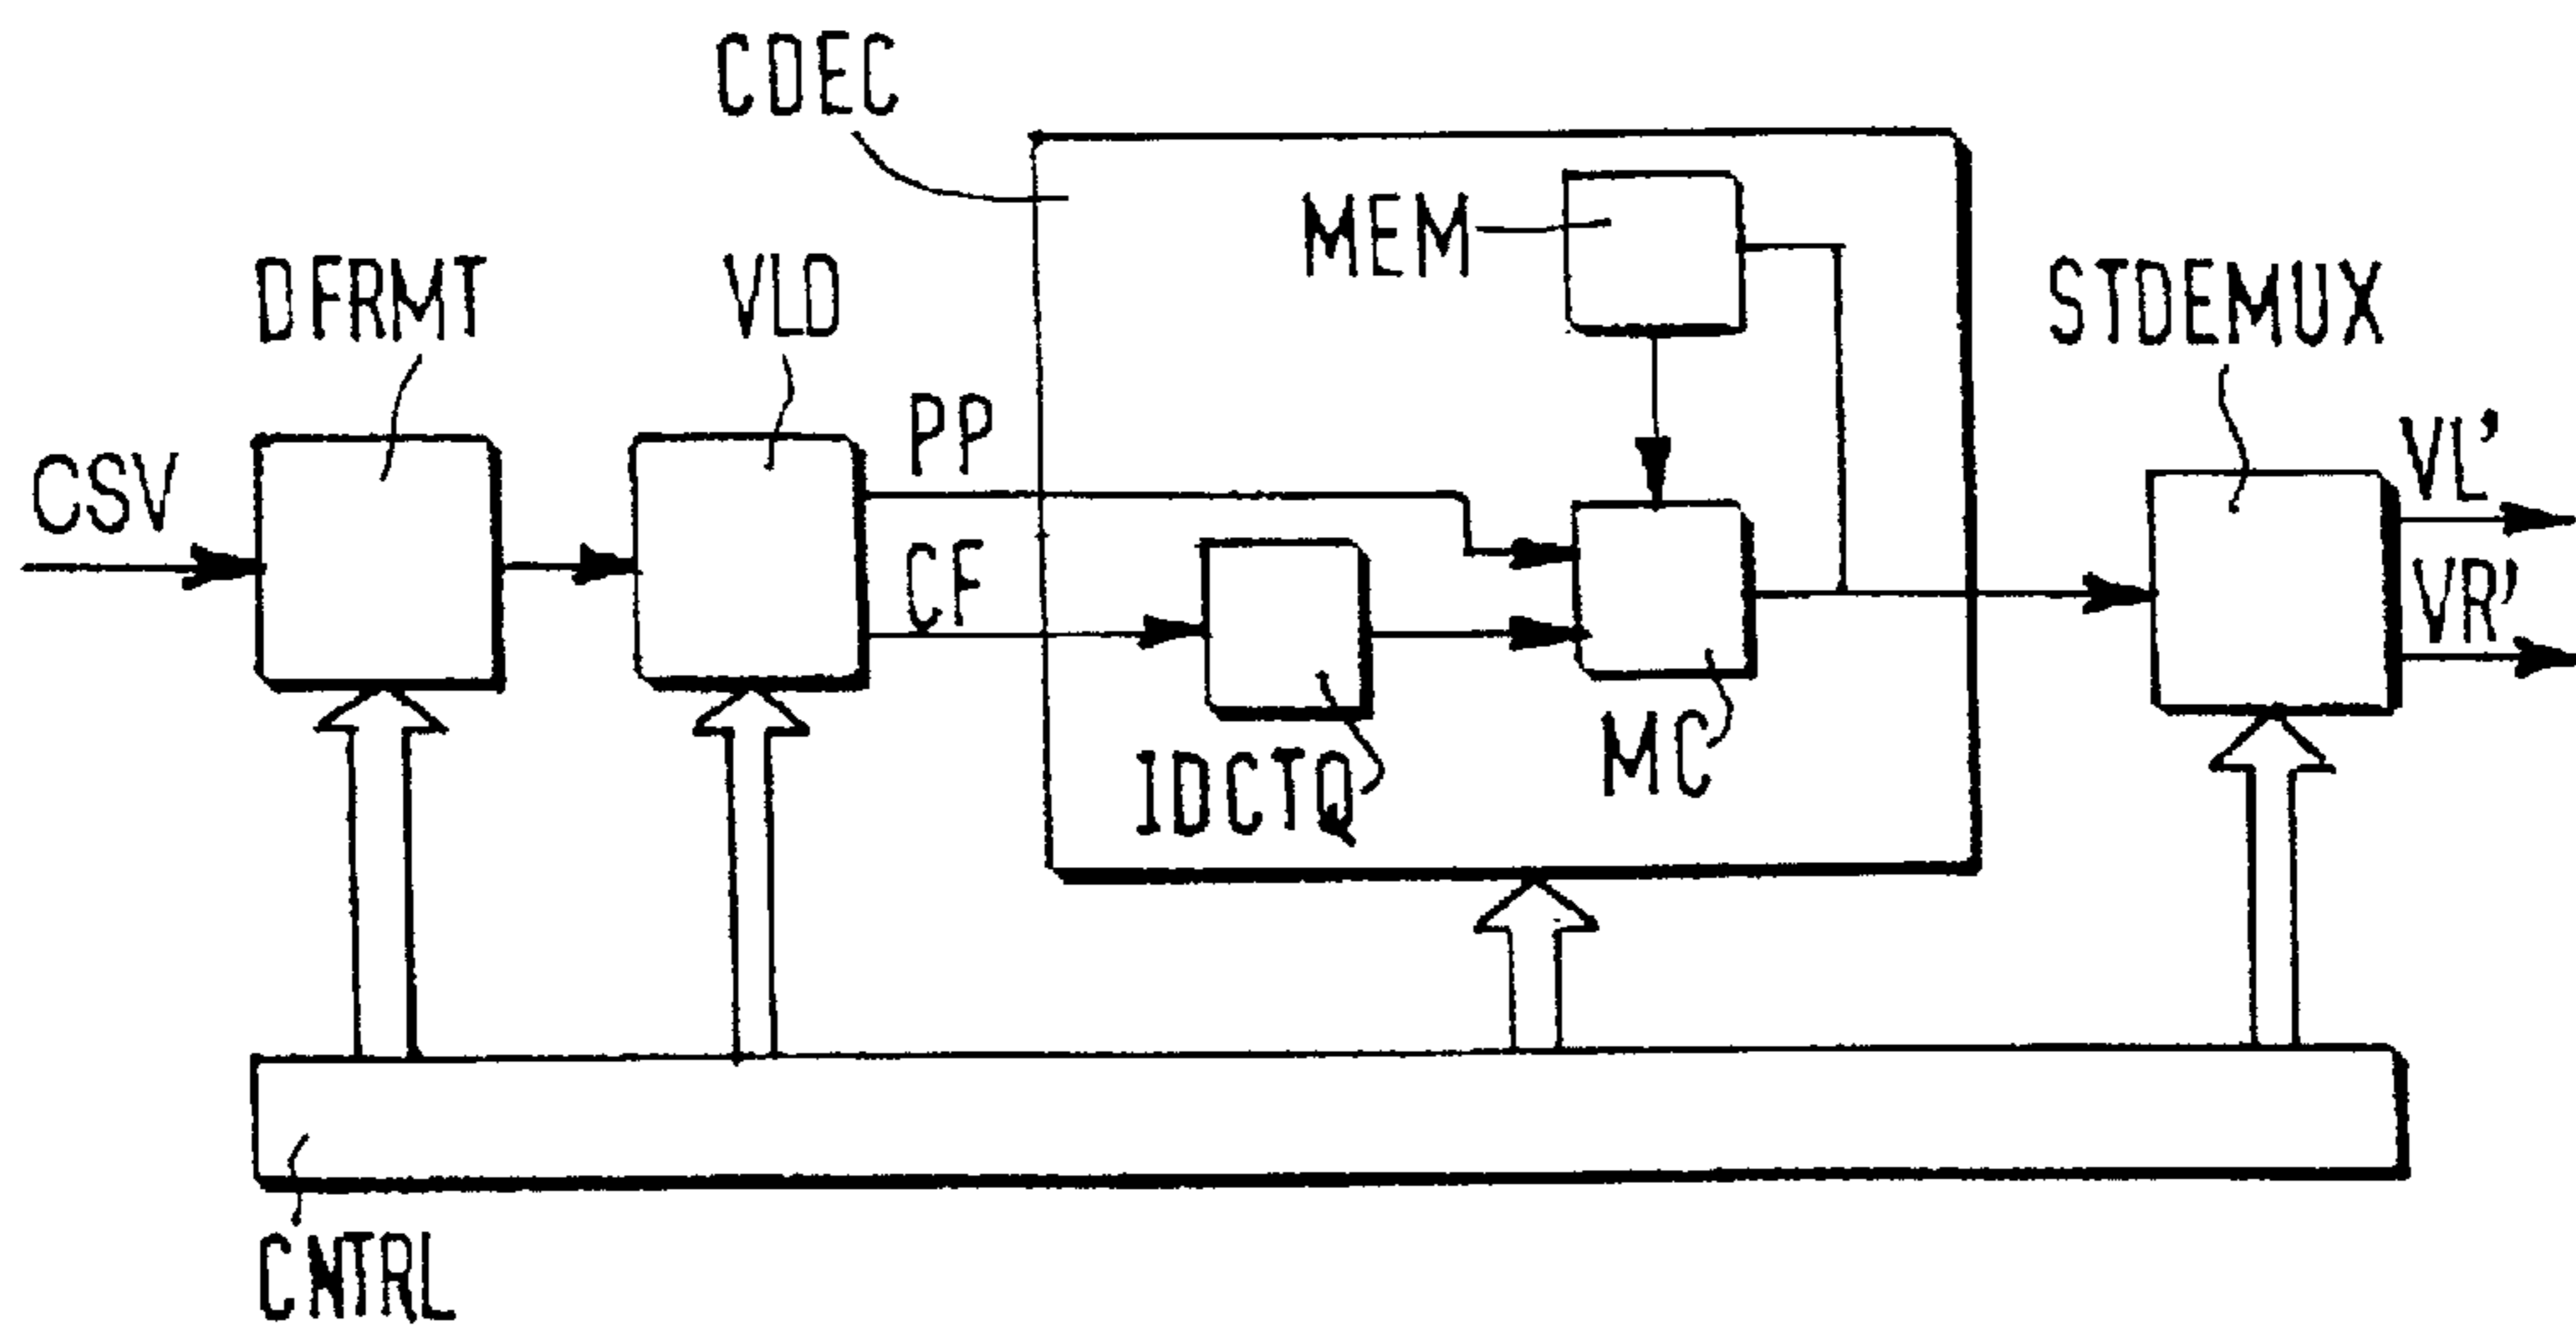 CDEC
MEM
DFRMT
VLD
STDEMUX
PP
CSV
VL'
CF
VR'
IDCTQ
MC
CNTRL